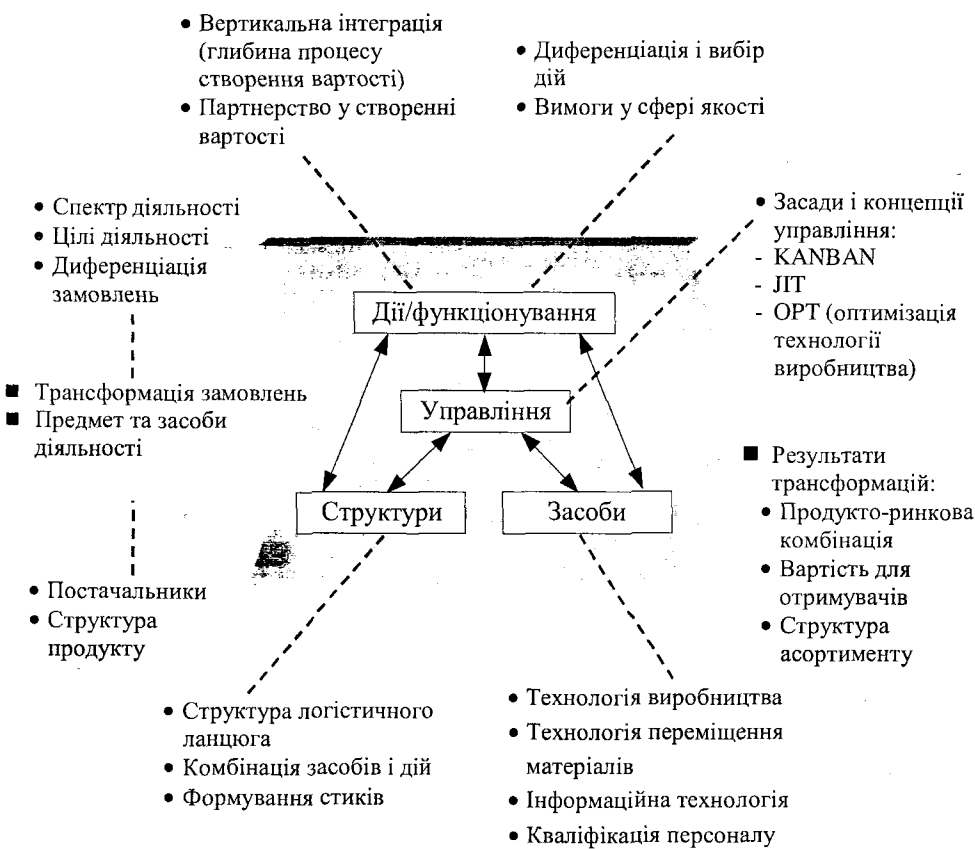 • Вертикальна інтеграція
(глибина процесу
створення вартості)
• Партнерство у створенні
вартості
• Диференціація і вибір
дій
• Вимоги у сфері якості
• Спектр діяльності
• Цілі діяльності
• Диференціація
замовлень
• Засади і концепції
управління:
- KANBAN
- JIT
- OPT (оптимізація
технології
виробництва)
Дії/функціонування
■ Трансформація замовлень
■ Предмет та засоби
діяльності
Управління
■ Результати
трансформацій:
• Продукто-ринкова
комбінація
• Вартість для
отримувачів
• Структура
асортименту
Структури
Засоби
• Постачальники
• Структура
продукту
• Структура логістичного
ланцюга
• Комбінація засобів і дій
• Формування стиків
• Технологія виробництва
• Технологія переміщення
матеріалів
• Інформаційна технологія
• Кваліфікація персоналу